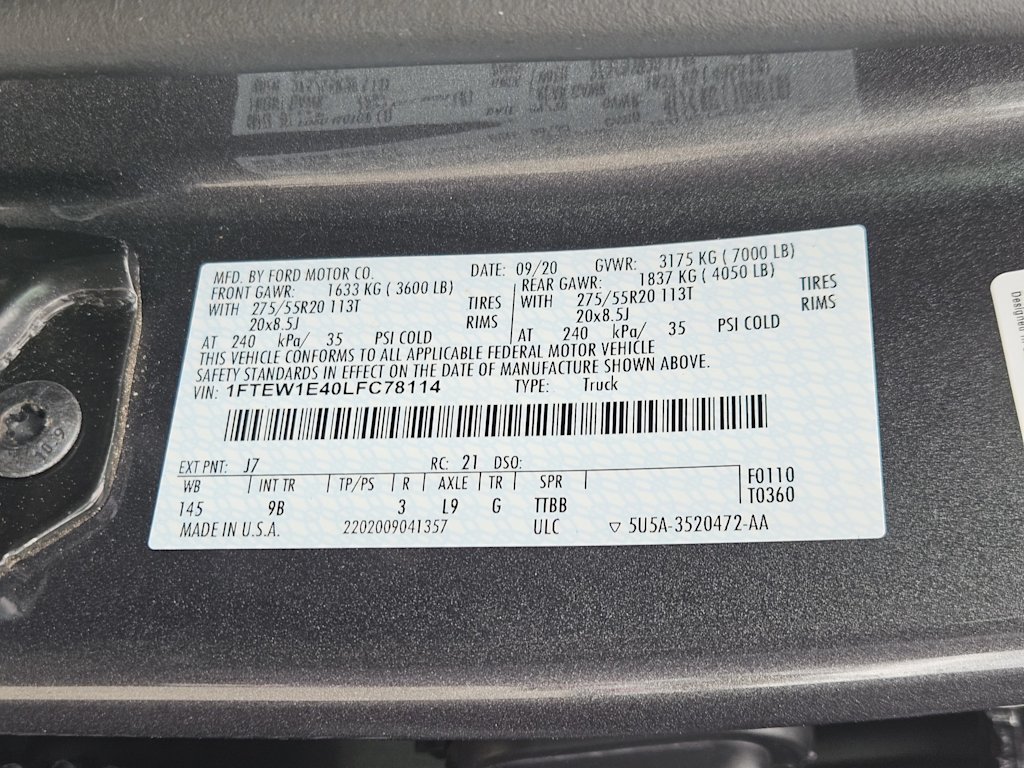 MFD. BY FORD MOTOR CO. DATE: 09/20 GVWR: 3175 KG ( 7000 LB)
FRONT GAWR: 1633 KG ( 3600 LB) REAR GAWR: 1837 KG ( 4050 LB)
WITH 275/55R20 113T TIRES WITH 275/55R20 113T TIRES
20x8.5J RIMS 20x8.5J RIMS
AT 240 kPa/ 35 PSI COLD AT 240 kPa/ 35 PSI COLD
THIS VEHICLE CONFORMS TO ALL APPLICABLE FEDERAL MOTOR VEHICLE
SAFETY STANDARDS IN EFFECT ON THE DATE OF MANUFACTURE SHOWN ABOVE.
VIN: 1FTEW1E40LFC78114 TYPE: Truck
EXT PNT: J7 RC: 21 DSO:
WB INT TR TP/PS R AXLE TR SPR F0110
145 9B 3 L9 G TTBB T0360
MADE IN U.S.A. 2202009041357 ULC ▽ 5U5A-3520472-AA
10-9
Designed